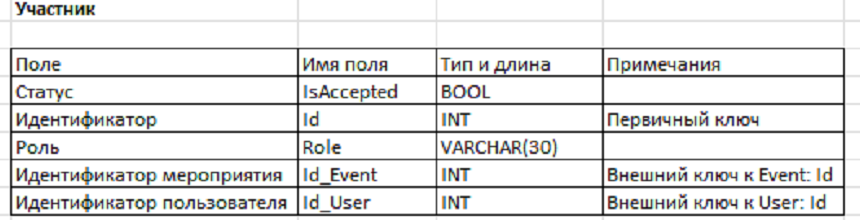 Участник
Поле Имя поля Тип и длина Примечания
Статус IsAccepted BOOL
Идентификатор Id INT Первичный ключ
Роль Role VARCHAR(30)
Идентификатор мероприятия Id_Event INT Внешний ключ к Event: Id
Идентификатор пользователя Id_User INT Внешний ключ к User: Id